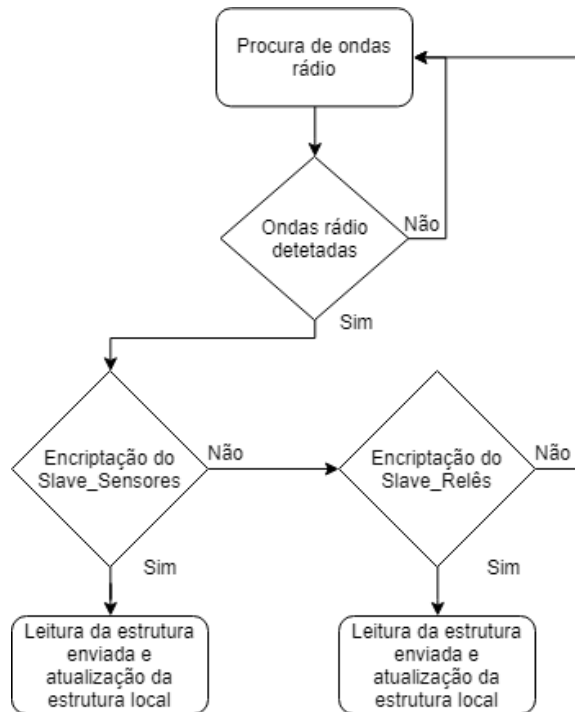 Procura de ondas
rádio
Ondas rádio
detetadas
Não
Sim
Encriptação do
Slave_Sensores
Não
Encriptação do
Slave_Relês
Não
Sim
Sim
Leitura da estrutura
enviada e
atualização da
estrutura local
Leitura da estrutura
enviada e
atualização da
estrutura local